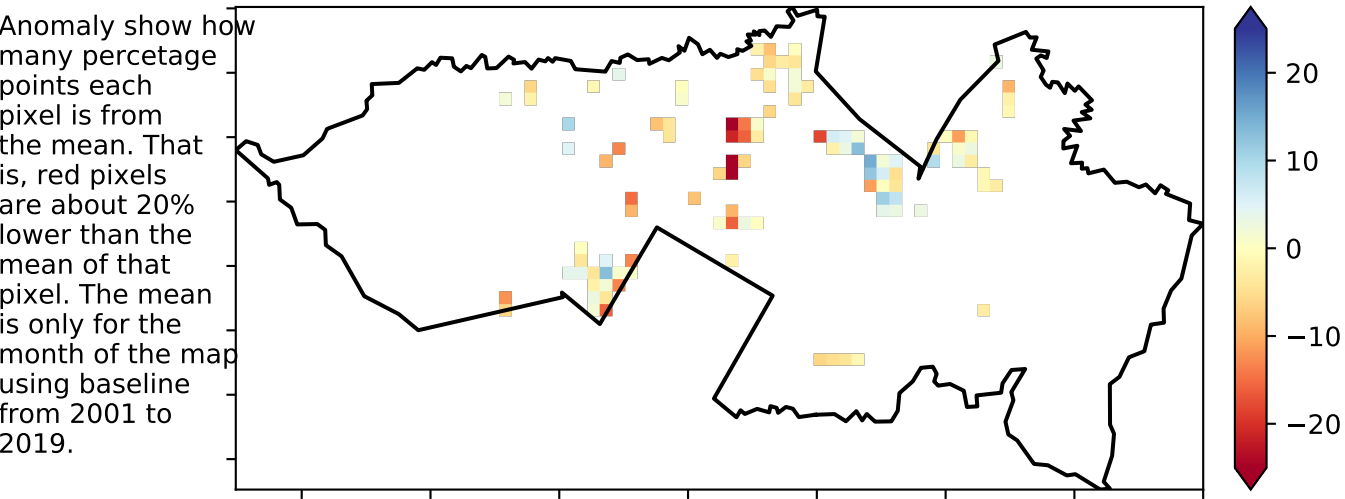 Anomaly show how
many percetage
points each
pixel is from
the mean. That
is, red pixels
are about 20%
lower than the
mean of that
pixel. The mean
is only for the
month of the map
using baseline
from 2001 to
2019.
20
10
0
−10
−20